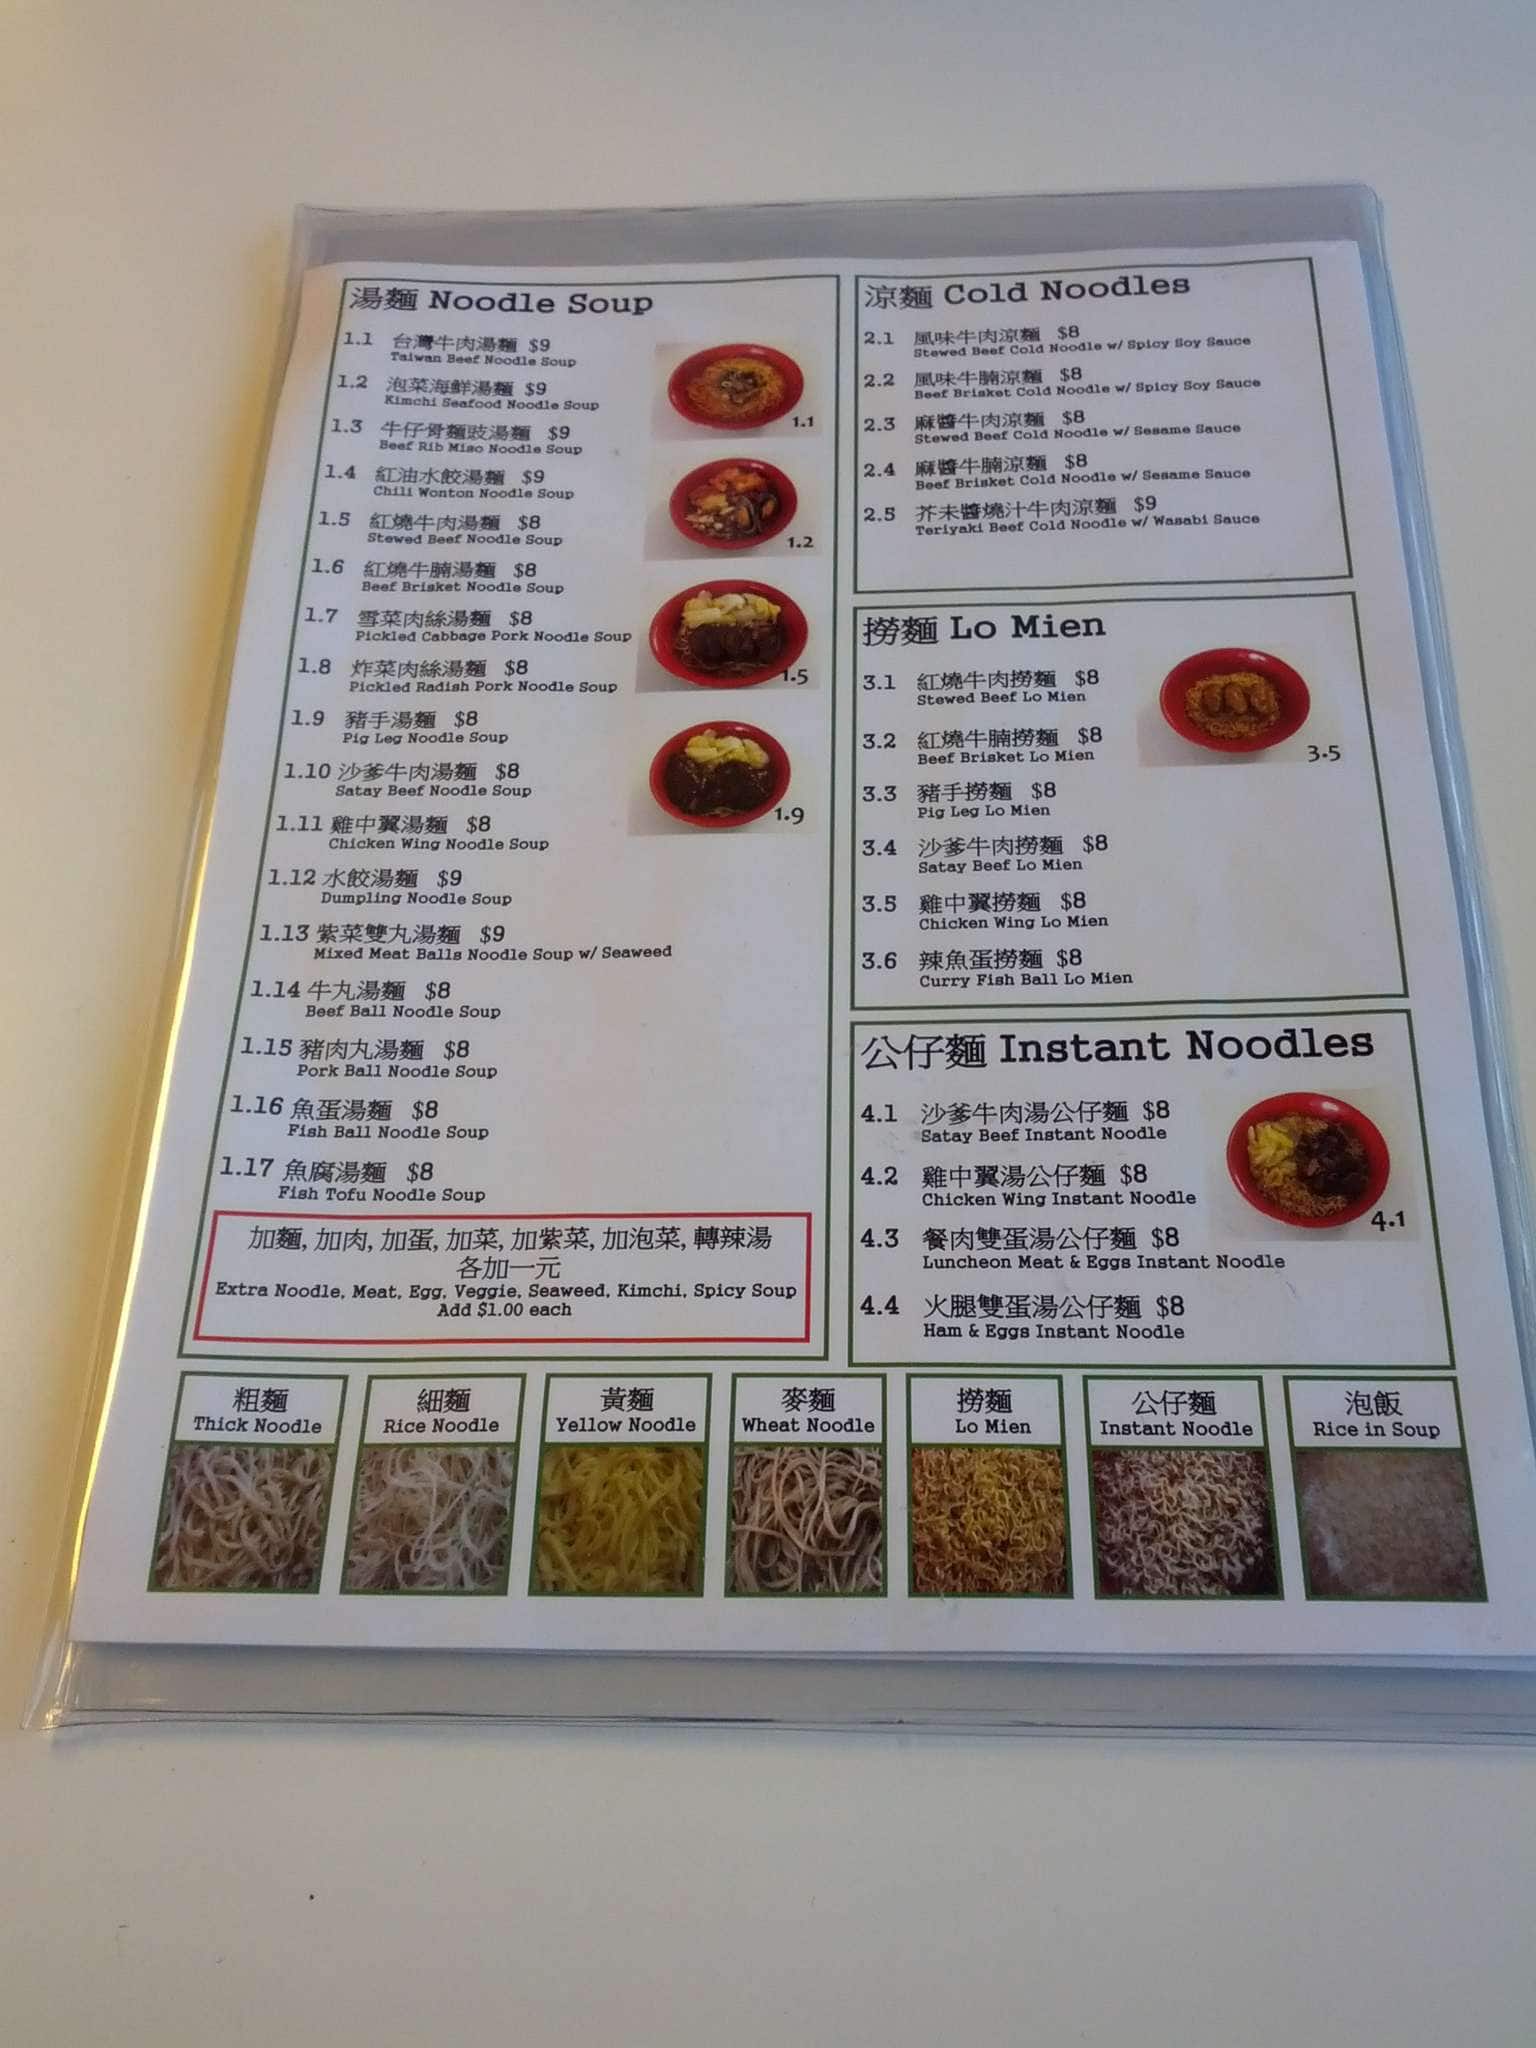 湯麵 Noodle Soup
1.1 台灣牛肉湯麵 $9
Taiwan Beef Noodle Soup
1.2 泡菜海鮮湯麵 $9
Kimchi Seafood Noodle Soup
1.3 牛仔骨麵豉湯麵 $9
Beef Rib Miso Noodle Soup
1.4 紅油水餃湯麵 $9
Chili Wonton Noodle Soup
1.5 紅燒牛肉湯麵 $8
Stewed Beef Noodle Soup
1.6 紅燒牛腩湯麵 $8
Beef Brisket Noodle Soup
1.7 雪菜肉絲湯麵 $8
Pickled Cabbage Pork Noodle Soup
1.8 炸菜肉絲湯麵 $8
Pickled Radish Pork Noodle Soup
1.9 豬手湯麵 $8
Pig Leg Noodle Soup
1.10 沙爹牛肉湯麵 $8
Satay Beef Noodle Soup
1.11 雞中翼湯麵 $8
Chicken Wing Noodle Soup
1.12 水餃湯麵 $9
Dumpling Noodle Soup
1.13 紫菜雙丸湯麵 $9
Mixed Meat Balls Noodle Soup w/ Seaweed
1.14 牛丸湯麵 $8
Beef Ball Noodle Soup
1.15 豬肉丸湯麵 $8
Pork Ball Noodle Soup
1.16 魚蛋湯麵 $8
Fish Ball Noodle Soup
1.17 魚腐湯麵 $8
Fish Tofu Noodle Soup
1.1
1.2
1.5
1.9
加麵, 加肉, 加蛋, 加菜, 加紫菜, 加泡菜, 轉辣湯
各加一元
Extra Noodle, Meat, Egg, Veggie, Seaweed, Kimchi, Spicy Soup
Add $1.00 each
涼麵 Cold Noodles
2.1 風味牛肉涼麵 $8
Stewed Beef Cold Noodle w/ Spicy Soy Sauce
2.2 風味牛腩涼麵 $8
Beef Brisket Cold Noodle w/ Spicy Soy Sauce
2.3 麻醬牛肉涼麵 $8
Stewed Beef Cold Noodle w/ Sesame Sauce
2.4 麻醬牛腩涼麵 $8
Beef Brisket Cold Noodle w/ Sesame Sauce
2.5 芥未醬燒汁牛肉涼麵 $9
Teriyaki Beef Cold Noodle w/ Wasabi Sauce
撈麵 Lo Mien
3.1 紅燒牛肉撈麵 $8
Stewed Beef Lo Mien
3.2 紅燒牛腩撈麵 $8
Beef Brisket Lo Mien
3.3 豬手撈麵 $8
Pig Leg Lo Mien
3.4 沙爹牛肉撈麵 $8
Satay Beef Lo Mien
3.5 雞中翼撈麵 $8
Chicken Wing Lo Mien
3.6 辣魚蛋撈麵 $8
Curry Fish Ball Lo Mien
3.5
公仔麵 Instant Noodles
4.1 沙爹牛肉湯公仔麵 $8
Satay Beef Instant Noodle
4.2 雞中翼湯公仔麵 $8
Chicken Wing Instant Noodle
4.3 餐肉雙蛋湯公仔麵 $8
Luncheon Meat & Eggs Instant Noodle
4.4 火腿雙蛋湯公仔麵 $8
Ham & Eggs Instant Noodle
4.1
粗麵
Thick Noodle
細麵
Rice Noodle
黃麵
Yellow Noodle
麥麵
Wheat Noodle
撈麵
Lo Mien
公仔麵
Instant Noodle
泡飯
Rice in Soup